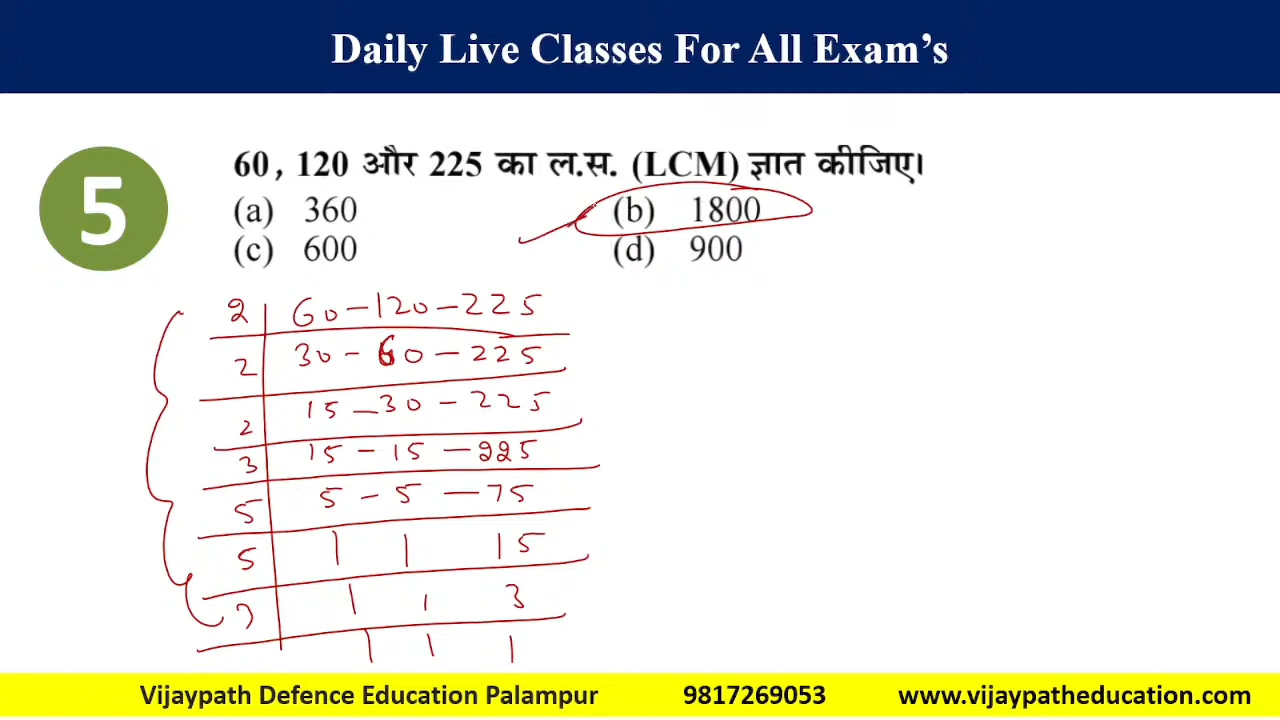 Daily Live Classes For All Exam's
5
60, 120 और 225 का ल.स. (LCM) ज्ञात कीजिए।
(a) 360 (b) 1800
(c) 600 (d) 900
2 60 - 120 - 225
2 30 - 60 - 225
2 15 - 30 - 225
3 15 - 15 - 225
5 5 - 5 - 75
5 1 1 15
3 1 1 3
1 1 1
Vijaypath Defence Education Palampur 9817269053 www.vijaypatheducation.com